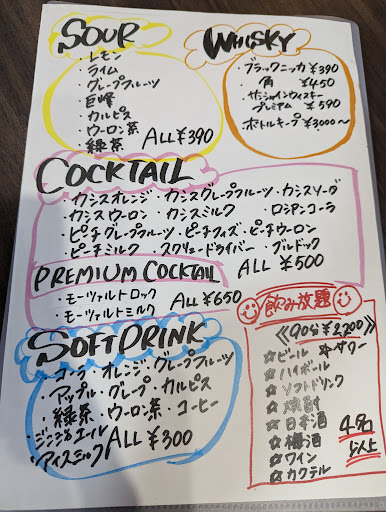 SOUR
・レモン
・ライム
・グレープフルーツ
・巨峰
・カルピス
・ウーロン茶
・緑茶
ALL ¥390
WHISKY
・ブラックニッカ ¥390
・角 ¥450
・サンシャインウイスキー
プレミアム ¥590
・ボトルキープ ¥3000〜
COCKTAIL
・カシスオレンジ・カシスグレープフルーツ・カシスソーダ
・カシスウーロン ・カシスミルク ・ロシアンコーラ
・ピーチグレープフルーツ・ピーチフィズ・ピーチウーロン
・ピーチミルク ・スクリュードライバー ・ブルドック
ALL ¥500
PREMIUM COCKTAIL
・モーツァルトロック
・モーツァルトミルク
ALL ¥650
SOFT DRINK
・コーラ・オレンジ・グレープフルーツ
・アップル・グレープ・カルピス
・緑茶・ウーロン茶・コーヒー
・ジンジャエール
・アイスミルク
ALL ¥300
飲み放題
《90分¥2,200》
☆ビール ☆サワー
☆ハイボール
☆ソフトドリンク
☆焼酎
☆日本酒
☆梅酒
☆ワイン
☆カクテル
4名
以上